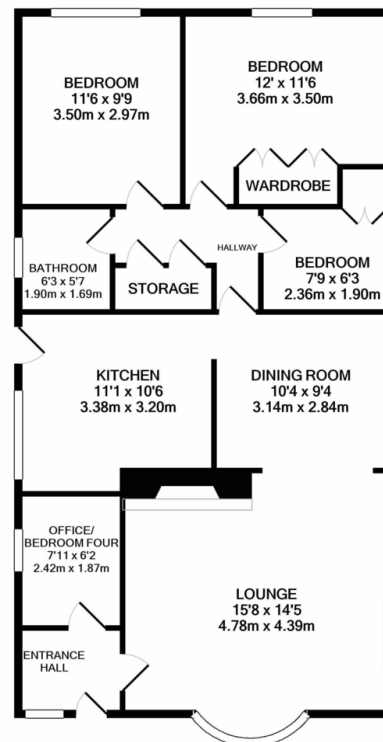 BEDROOM
11'6 x 9'9
3.50m x 2.97m
BEDROOM
12' x 11'6
3.66m x 3.50m
WARDROBE
HALLWAY
BATHROOM
6'3 x 5'7
1.90m x 1.69m
STORAGE
BEDROOM
7'9 x 6'3
2.36m x 1.90m
KITCHEN
11'1 x 10'6
3.38m x 3.20m
DINING ROOM
10'4 x 9'4
3.14m x 2.84m
OFFICE/
BEDROOM FOUR
7'11 x 6'2
2.42m x 1.87m
LOUNGE
15'8 x 14'5
4.78m x 4.39m
ENTRANCE
HALL